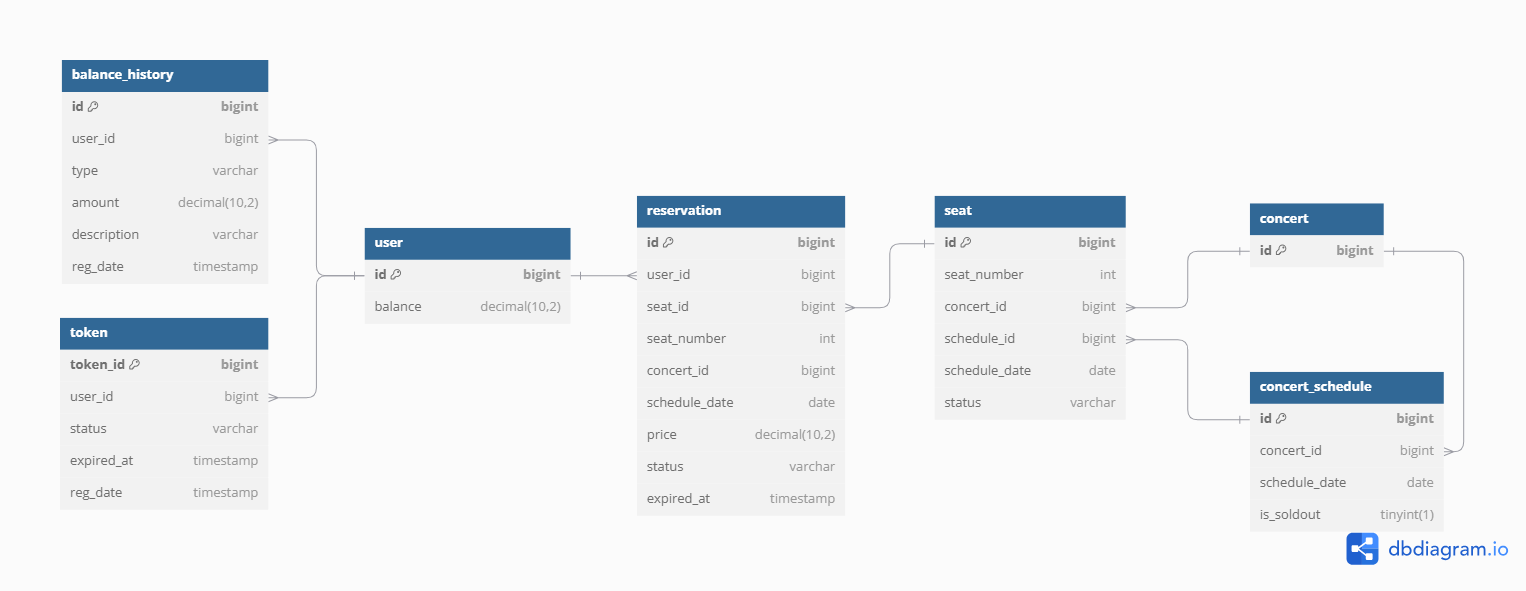 balance_history
id bigint
user_id bigint
type varchar
amount decimal(10,2)
description varchar
reg_date timestamp
token
token_id bigint
user_id bigint
status varchar
expired_at timestamp
reg_date timestamp
user
id bigint
balance decimal(10,2)
reservation
id bigint
user_id bigint
seat_id bigint
seat_number int
concert_id bigint
schedule_date date
price decimal(10,2)
status varchar
expired_at timestamp
seat
id bigint
seat_number int
concert_id bigint
schedule_id bigint
schedule_date date
status varchar
concert
id bigint
concert_schedule
id bigint
concert_id bigint
schedule_date date
is_soldout tinyint(1)
dbdiagram.io